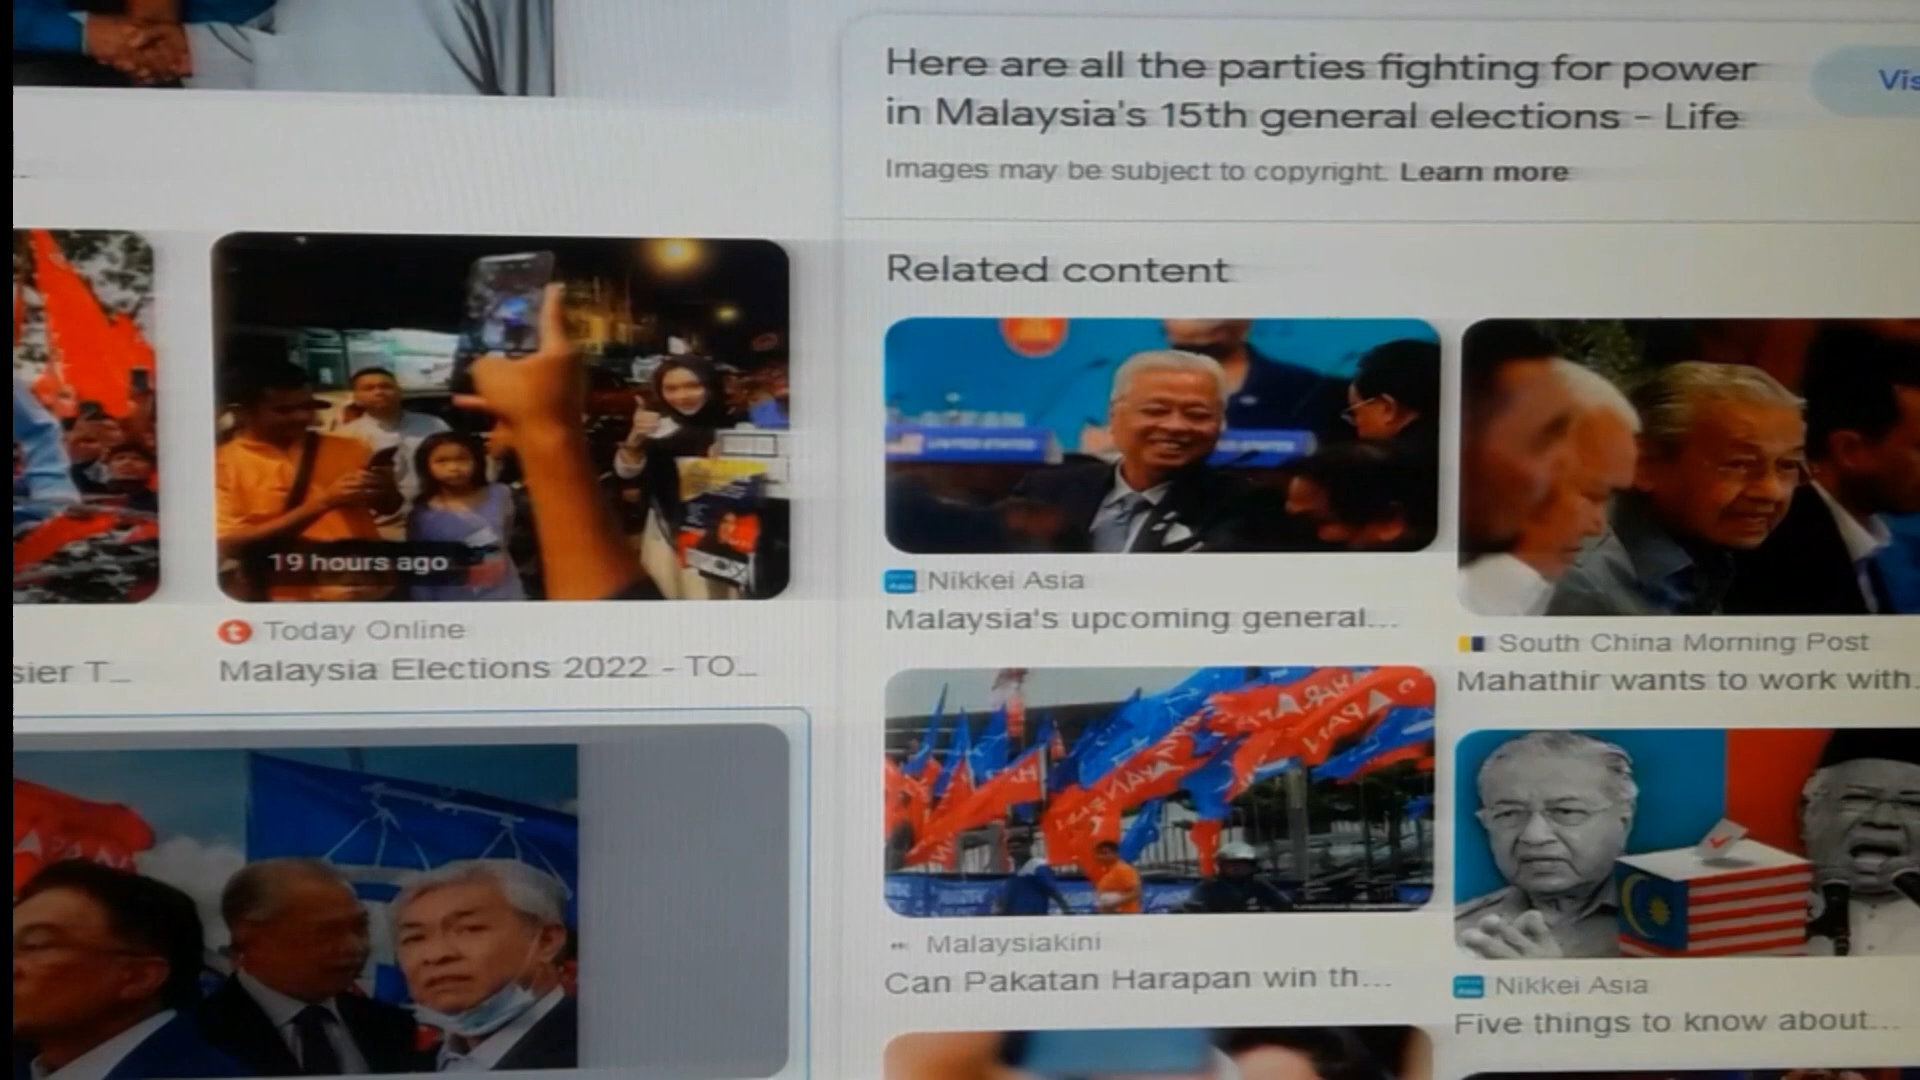 Here are all the parties fighting for power
in Malaysia's 15th general elections - Life
Vis
Images may be subject to copyright. Learn more
Related content
19 hours ago
Today Online
Malaysia Elections 2022 - TO...
sier T...
Nikkei Asia
Malaysia's upcoming general...
South China Morning Post
Mahathir wants to work with...
Malaysiakini
Can Pakatan Harapan win th...
Nikkei Asia
Five things to know about...